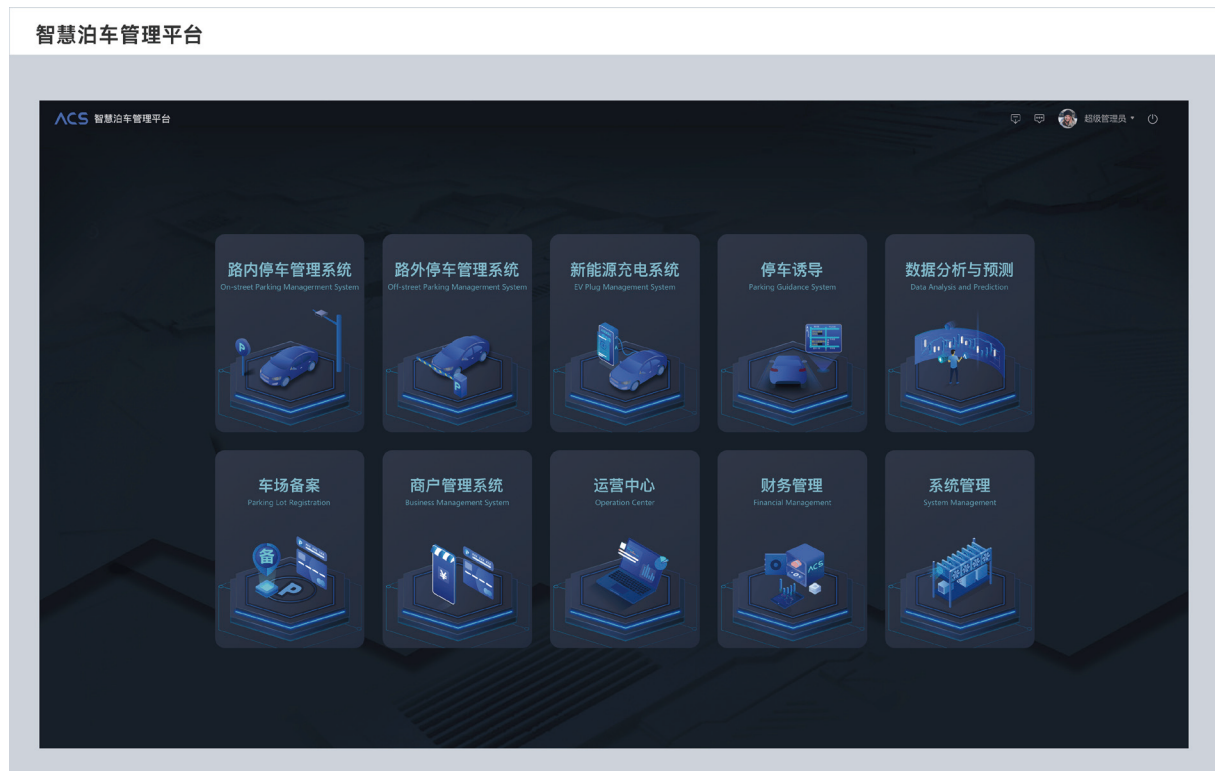 智慧泊车管理平台
ACS 智慧泊车管理平台
超级管理员
路内停车管理系统
On-street Parking Managerment System
路外停车管理系统
Off-street Parking Managerment System
新能源充电系统
EV Plug Management System
停车诱导
Parking Guidance System
数据分析与预测
Data Analysis and Prediction
P
P
车场备案
Parking Lot Registration
商户管理系统
Business Management System
运营中心
Operation Center
财务管理
Financial Management
系统管理
System Management
备
P
¥
ACS